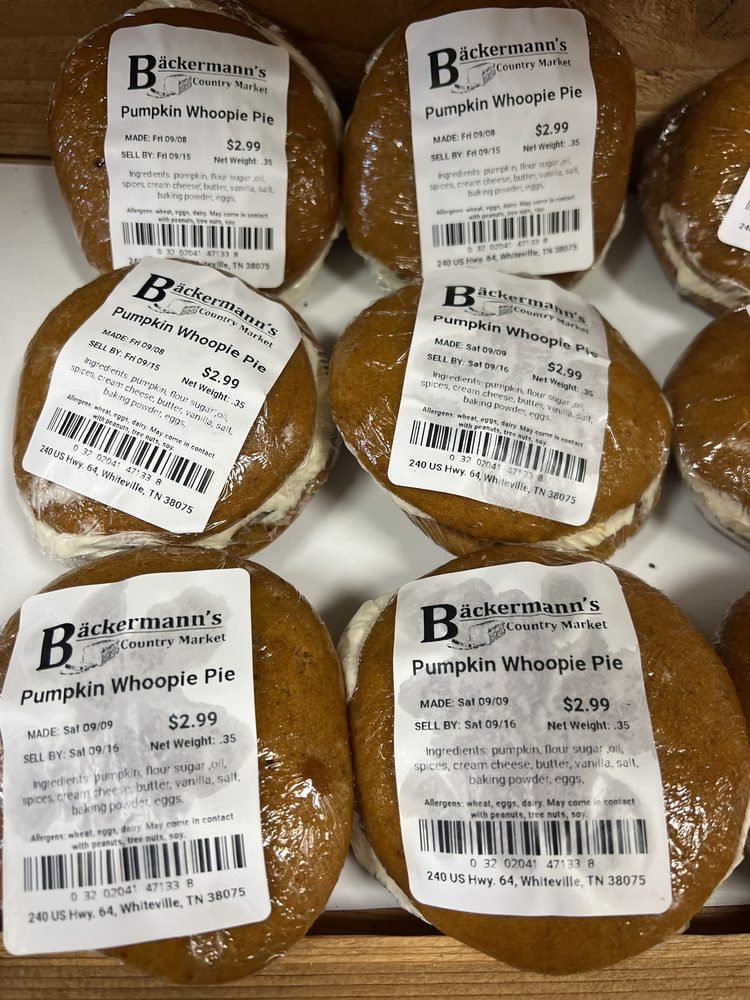 Bäckermann's
Country Market
Pumpkin Whoopie Pie
MADE: Fri 09/08
$2.99
SELL BY: Fri 09/15
Net Weight: .35
Ingredients: pumpkin, flour sugar ,oil,
spices, cream cheese, butter, vanilla, salt,
baking powder, eggs,
Allergens: wheat, eggs, dairy. May come in contact
with peanuts, tree nuts, soy.
0 32 02041 47133 8
240 US Hwy. 64, Whiteville, TN 38075
Bäckermann's
Country Market
Pumpkin Whoopie Pie
MADE: Fri 09/08
$2.99
SELL BY: Fri 09/15
Net Weight: .35
Ingredients: pumpkin, flour sugar ,oil,
spices, cream cheese, butter, vanilla, salt,
baking powder, eggs,
Allergens: wheat, eggs, dairy. May come in contact
with peanuts, tree nuts, soy.
0 32 02041 47133 8
240 US Hwy. 64, Whiteville, TN 38075
Bäckermann's
Country Market
Pumpkin Whoopie Pie
MADE: Fri 09/08
$2.99
SELL BY: Fri 09/15
Net Weight: .35
Ingredients: pumpkin, flour sugar ,oil,
spices, cream cheese, butter, vanilla, salt,
baking powder, eggs,
Allergens: wheat, eggs, dairy. May come in contact
with peanuts, tree nuts, soy.
0 32 02041 47133 8
240 US Hwy. 64, Whiteville, TN 38075
Bäckermann's
Country Market
Pumpkin Whoopie Pie
MADE: Sat 09/09
$2.99
SELL BY: Sat 09/16
Net Weight: .35
Ingredients: pumpkin, flour sugar ,oil,
spices, cream cheese, butter, vanilla, salt,
baking powder, eggs,
Allergens: wheat, eggs, dairy. May come in contact
with peanuts, tree nuts, soy.
0 32 02041 47133 8
240 US Hwy. 64, Whiteville, TN 38075
Bäckermann's
Country Market
Pumpkin Whoopie Pie
MADE: Sat 09/09
$2.99
SELL BY: Sat 09/16
Net Weight: .35
Ingredients: pumpkin, flour sugar ,oil,
spices, cream cheese, butter, vanilla, salt,
baking powder, eggs,
Allergens: wheat, eggs, dairy. May come in contact
with peanuts, tree nuts, soy.
0 32 02041 47133 8
240 US Hwy. 64, Whiteville, TN 38075
Bäckermann's
Country Market
Pumpkin Whoopie Pie
MADE: Sat 09/09
$2.99
SELL BY: Sat 09/16
Net Weight: .35
Ingredients: pumpkin, flour sugar ,oil,
spices, cream cheese, butter, vanilla, salt,
baking powder, eggs,
Allergens: wheat, eggs, dairy. May come in contact
with peanuts, tree nuts, soy.
0 32 02041 47133 8
240 US Hwy. 64, Whiteville, TN 38075